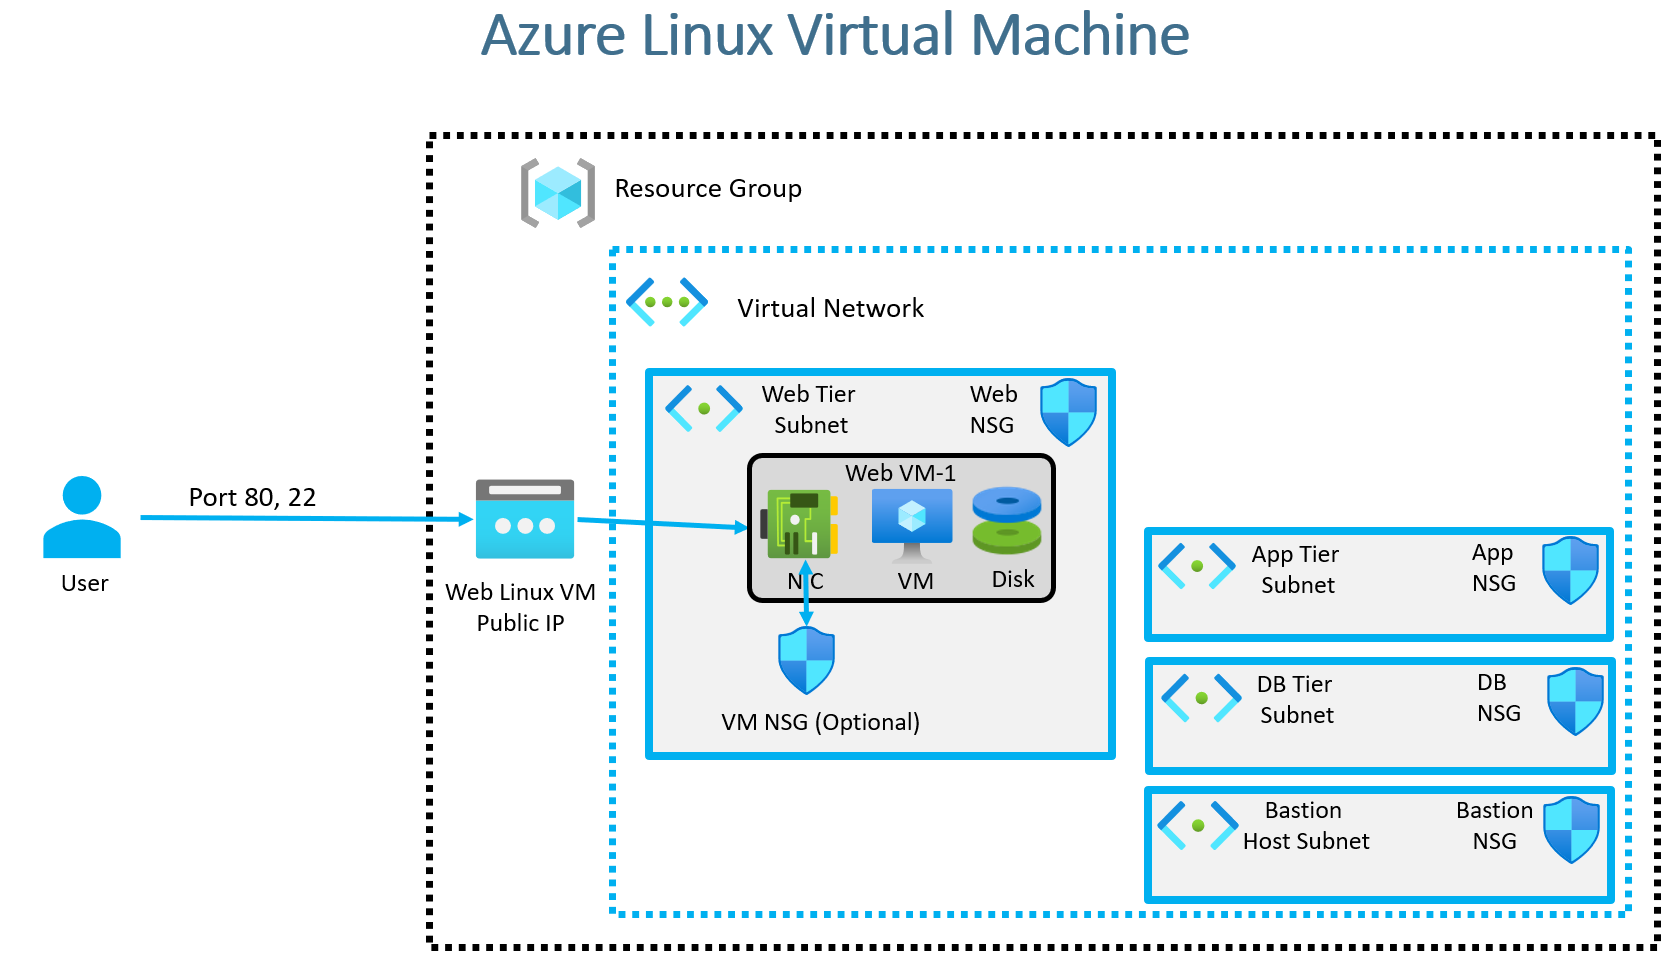 Azure Linux Virtual Machine
Resource Group
Virtual Network
Web Tier
Subnet
Web
NSG
Web VM-1
NIC
VM
Disk
VM NSG (Optional)
Port 80, 22
User
Web Linux VM
Public IP
App Tier
Subnet
App
NSG
DB Tier
Subnet
DB
NSG
Bastion
Host Subnet
Bastion
NSG